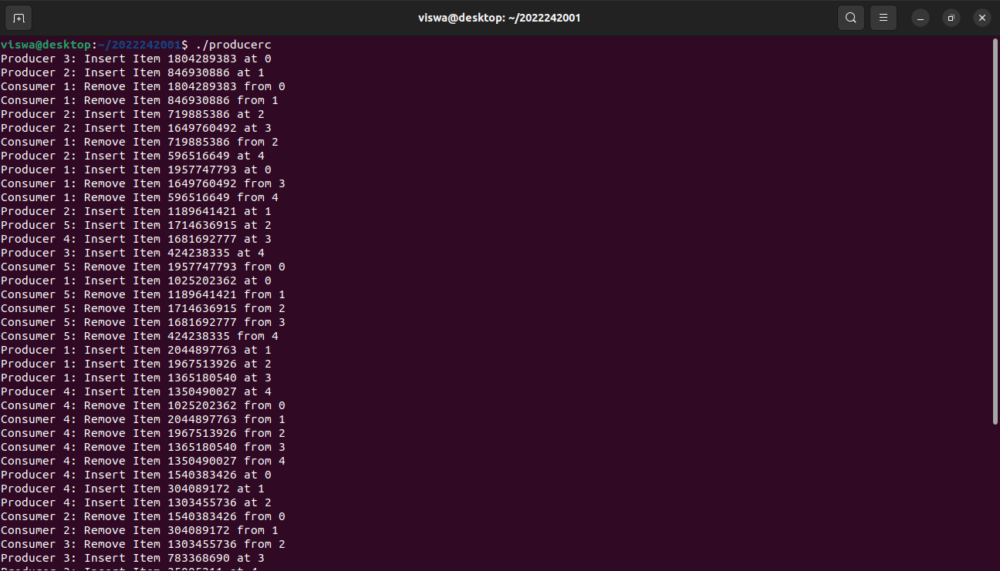 viswa@desktop: ~/2022242001
viswa@desktop:~/2022242001$ ./producerc
Producer 3: Insert Item 1804289383 at 0
Producer 2: Insert Item 846930886 at 1
Consumer 1: Remove Item 1804289383 from 0
Consumer 1: Remove Item 846930886 from 1
Producer 2: Insert Item 719885386 at 2
Producer 2: Insert Item 1649760492 at 3
Consumer 1: Remove Item 719885386 from 2
Producer 2: Insert Item 596516649 at 4
Producer 1: Insert Item 1957747793 at 0
Consumer 1: Remove Item 1649760492 from 3
Consumer 1: Remove Item 596516649 from 4
Producer 2: Insert Item 1189641421 at 1
Producer 5: Insert Item 1714636915 at 2
Producer 4: Insert Item 1681692777 at 3
Producer 3: Insert Item 424238335 at 4
Consumer 5: Remove Item 1957747793 from 0
Producer 1: Insert Item 1025202362 at 0
Consumer 5: Remove Item 1189641421 from 1
Consumer 5: Remove Item 1714636915 from 2
Consumer 5: Remove Item 1681692777 from 3
Consumer 5: Remove Item 424238335 from 4
Producer 1: Insert Item 2044897763 at 1
Producer 1: Insert Item 1967513926 at 2
Producer 1: Insert Item 1365180540 at 3
Producer 4: Insert Item 1350490027 at 4
Consumer 4: Remove Item 1025202362 from 0
Consumer 4: Remove Item 2044897763 from 1
Consumer 4: Remove Item 1967513926 from 2
Consumer 4: Remove Item 1365180540 from 3
Consumer 4: Remove Item 1350490027 from 4
Producer 4: Insert Item 1540383426 at 0
Producer 4: Insert Item 304089172 at 1
Producer 4: Insert Item 1303455736 at 2
Consumer 2: Remove Item 1540383426 from 0
Consumer 2: Remove Item 304089172 from 1
Consumer 3: Remove Item 1303455736 from 2
Producer 3: Insert Item 783368690 at 3